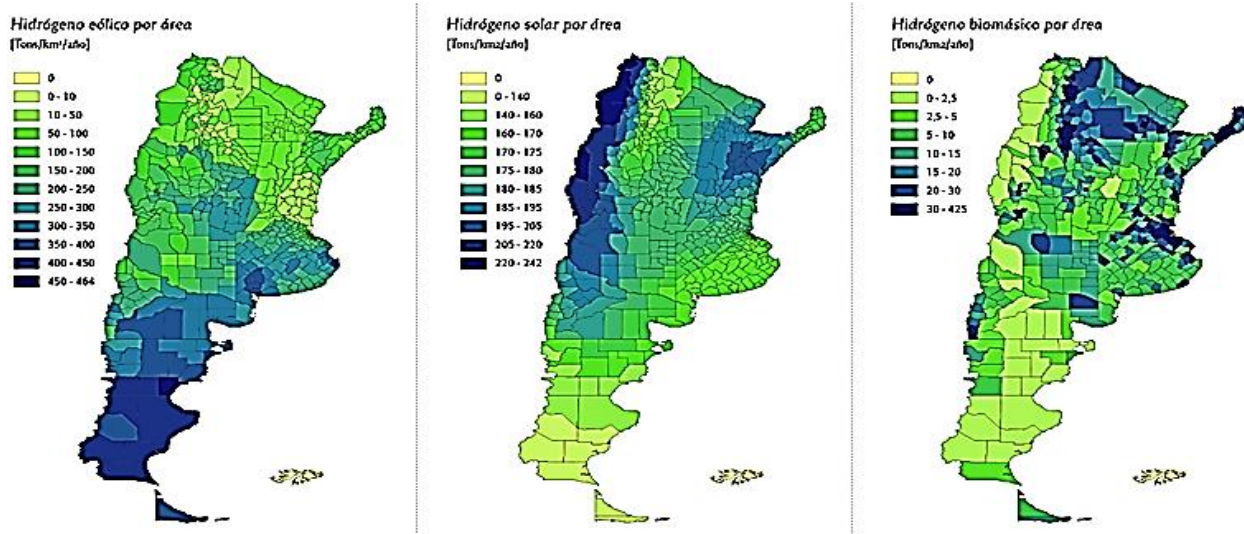 Hidrógeno eólico por área
[Tons/km²/año]
0
0 - 10
10 - 50
50 - 100
100 - 150
150 - 200
200 - 250
250 - 300
300 - 350
350 - 400
400 - 450
450 - 464
Hidrógeno solar por área
[Tons/km2/año]
0
0 - 140
140 - 160
160 - 170
170 - 175
175 - 180
180 - 185
185 - 195
195 - 205
205 - 220
220 - 242
Hidrógeno biomásico por área
[Tons/km2/año]
0
0 - 2,5
2,5 - 5
5 - 10
10 - 15
15 - 20
20 - 30
30 - 425